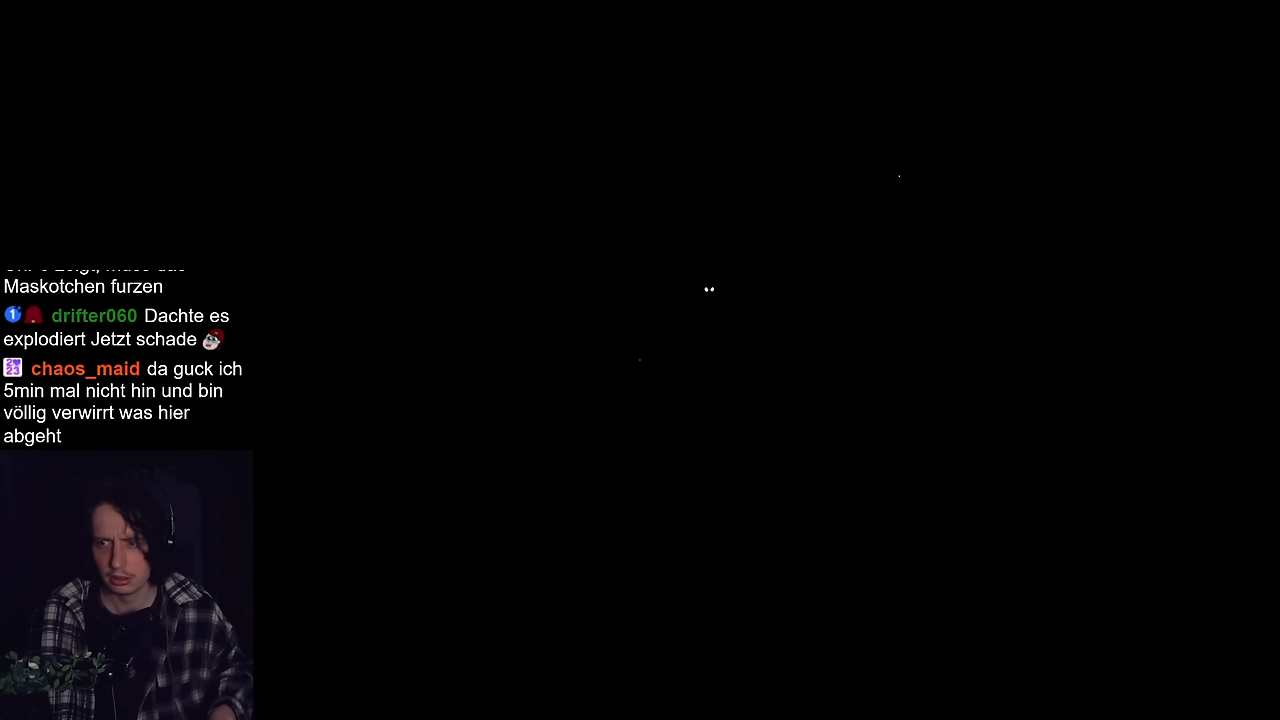 Maskotchen furzen
drifter060 Dachte es
explodiert Jetzt schade
chaos_maid da guck ich
5min mal nicht hin und bin
völlig verwirrt was hier
abgeht